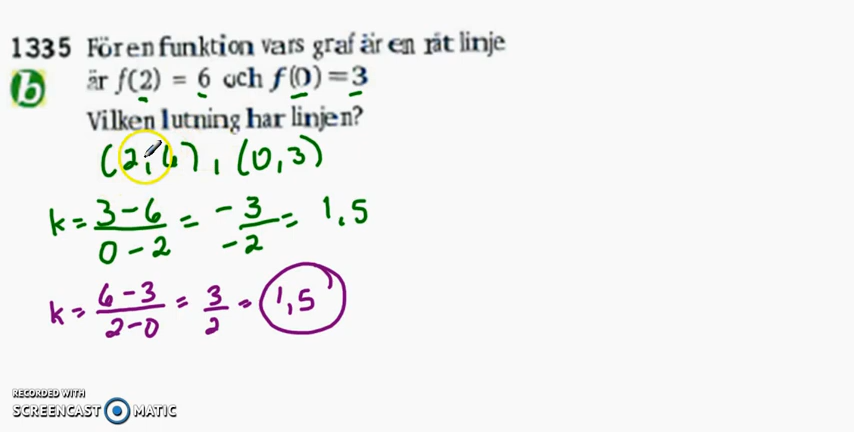 1335 För en funktion vars graf är en rät linje
b är f(2) = 6 och f(0) = 3
Vilken lutning har linjen?
(2,6), (0,3)
k = 3-6 / 0-2 = -3 / -2 = 1,5
k = 6-3 / 2-0 = 3 / 2 = 1,5
RECORDED WITH
SCREENCAST MATIC